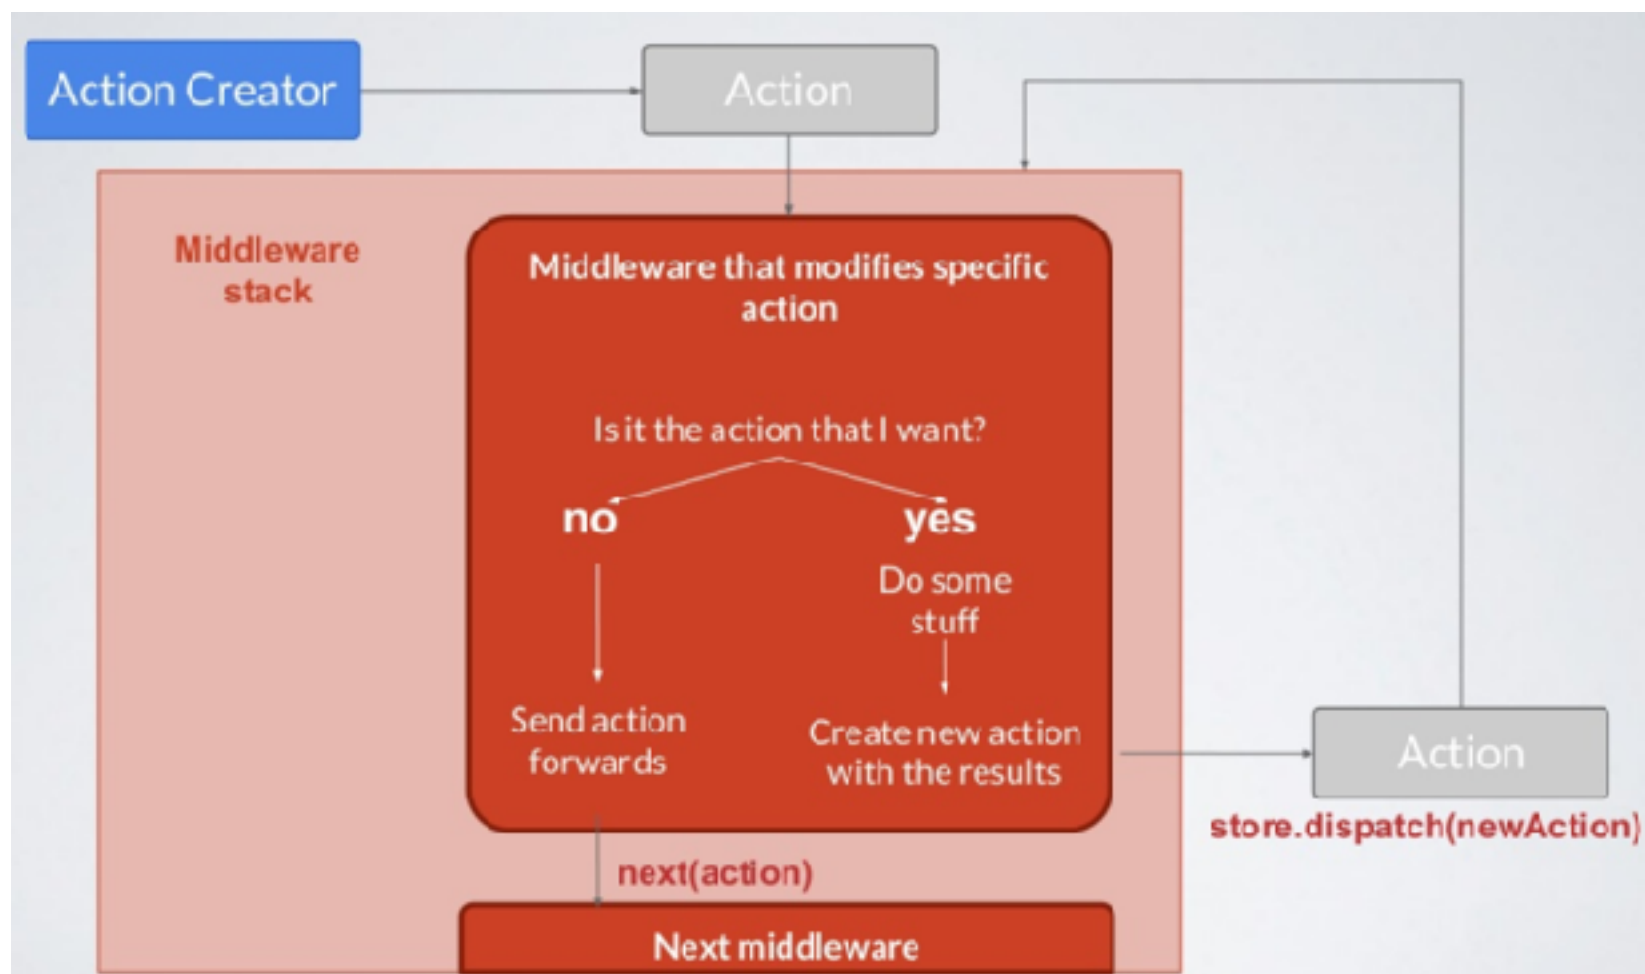 Action Creator
Action
Middleware
stack
Middleware that modifies specific
action
Is it the action that I want?
no
yes
Do some
stuff
Send action
forwards
Create new action
with the results
Action
store.dispatch(newAction)
next(action)
Next middleware